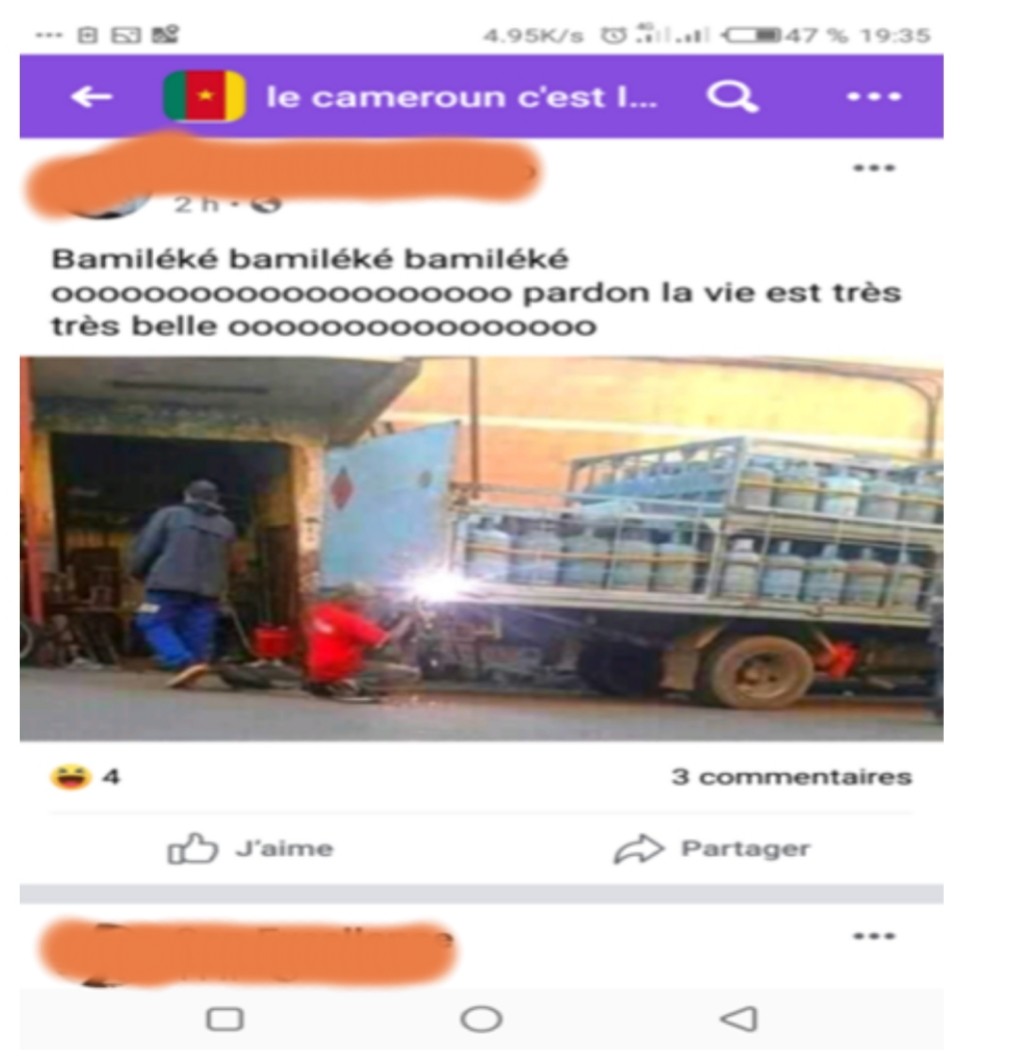 4.95K/s 4G 47 % 19:35
le cameroun c'est l...
2 h
Bamiléké bamiléké bamiléké
oooooooooooooooooooo pardon la vie est très
très belle oooooooooooooooo
4 3 commentaires
J'aime Partager